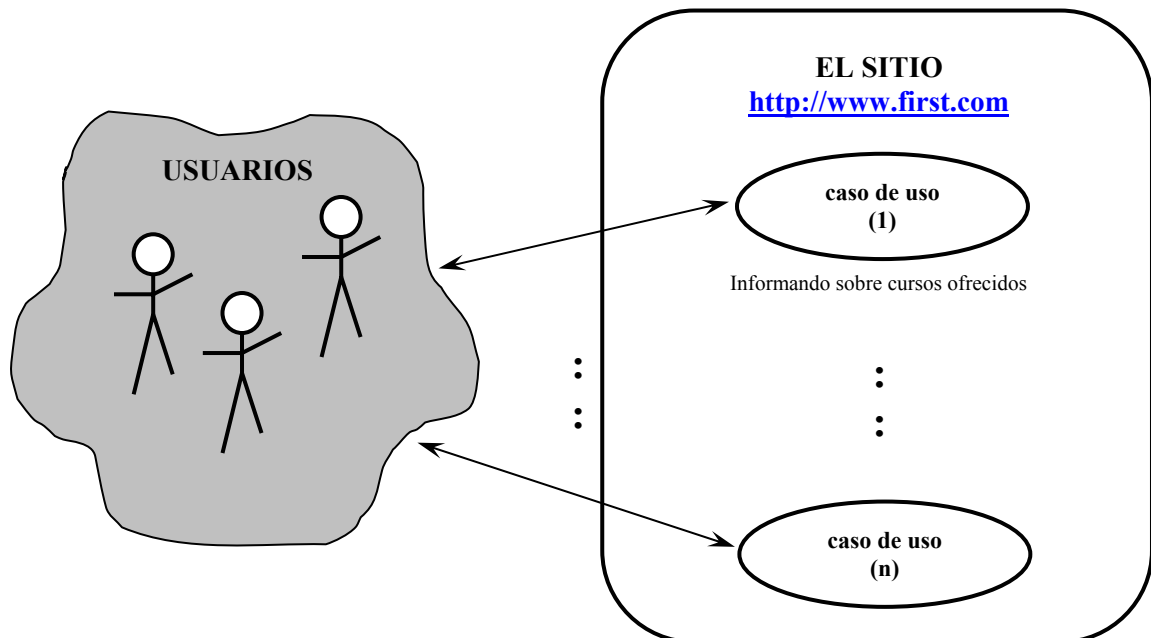 EL SITIO
http://www.first.com
USUARIOS
caso de uso
(1)
Informando sobre cursos ofrecidos
caso de uso
(n)